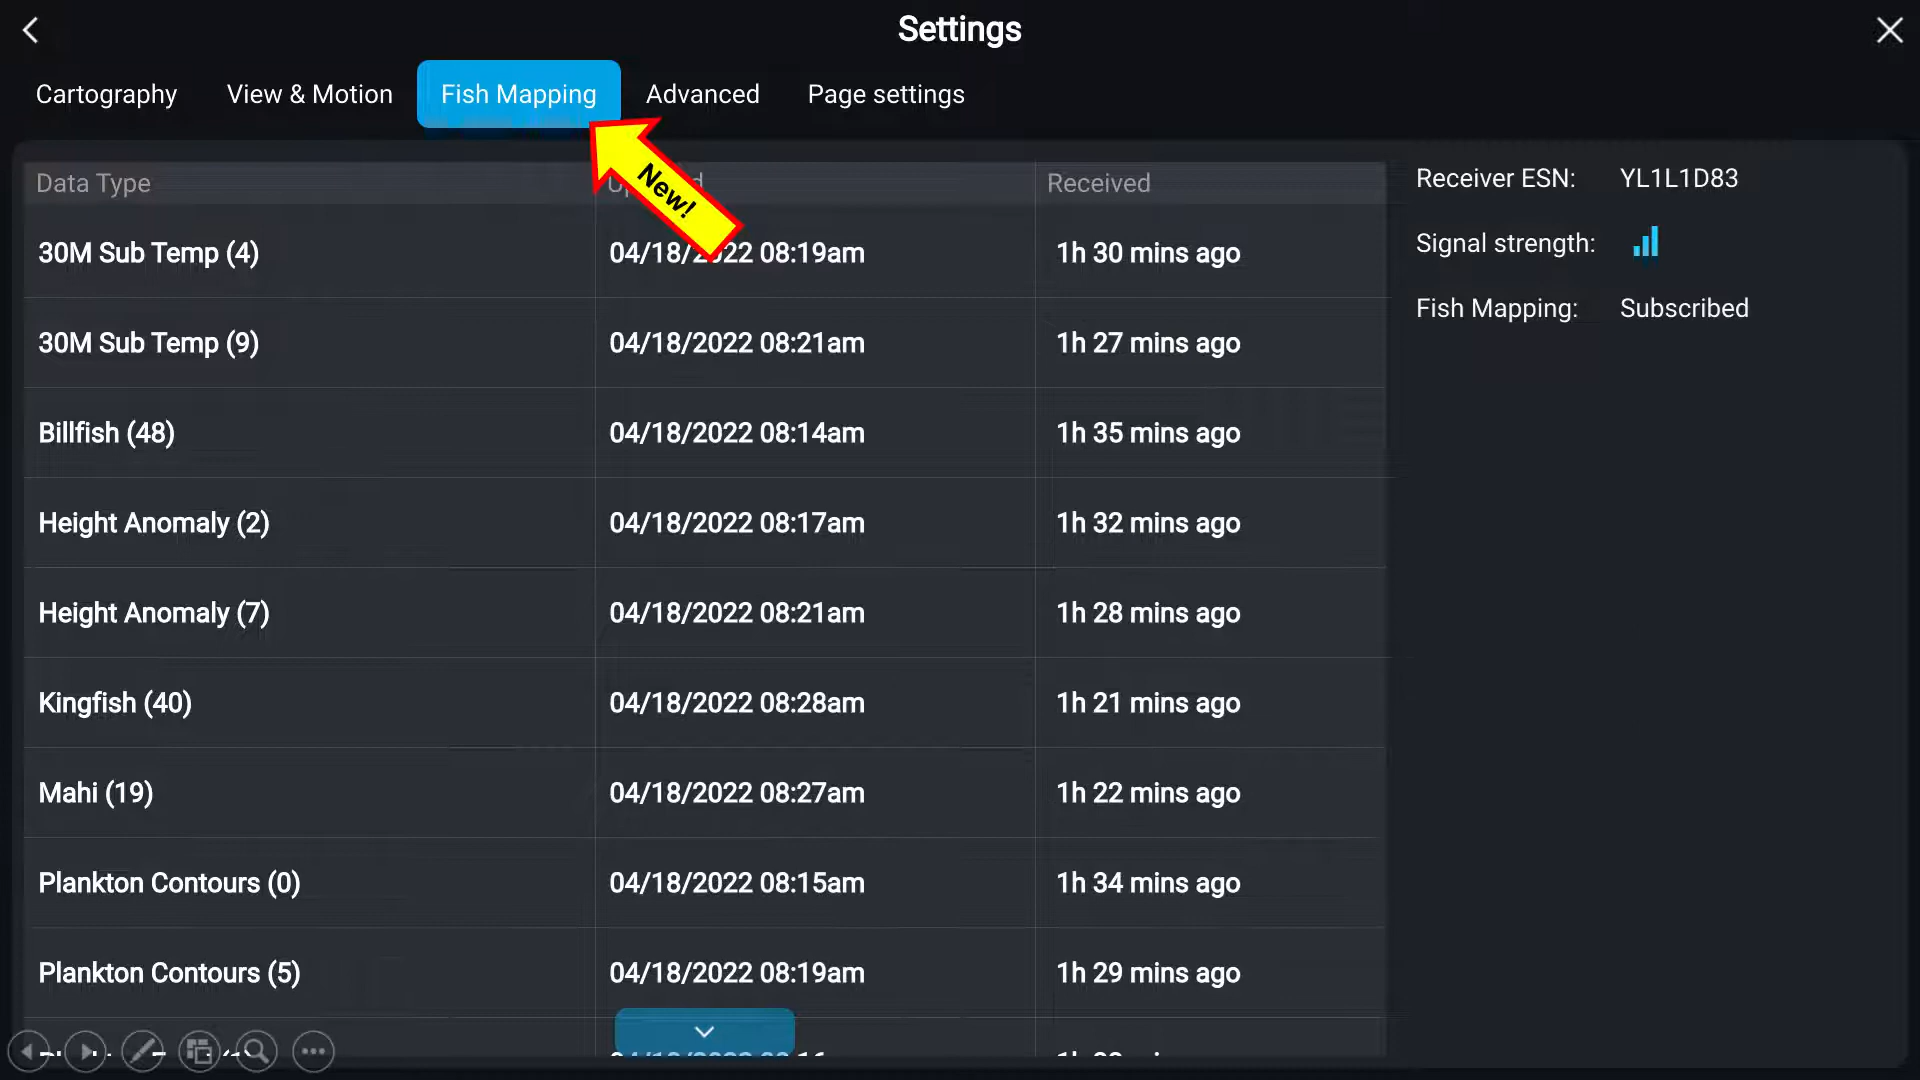 Settings
Cartography View & Motion Fish Mapping Advanced Page settings
New!
Data Type Received
30M Sub Temp (4) 04/18/2022 08:19am 1h 30 mins ago
30M Sub Temp (9) 04/18/2022 08:21am 1h 27 mins ago
Billfish (48) 04/18/2022 08:14am 1h 35 mins ago
Height Anomaly (2) 04/18/2022 08:17am 1h 32 mins ago
Height Anomaly (7) 04/18/2022 08:21am 1h 28 mins ago
Kingfish (40) 04/18/2022 08:28am 1h 21 mins ago
Mahi (19) 04/18/2022 08:27am 1h 22 mins ago
Plankton Contours (0) 04/18/2022 08:15am 1h 34 mins ago
Plankton Contours (5) 04/18/2022 08:19am 1h 29 mins ago
Receiver ESN: YL1L1D83
Signal strength:
Fish Mapping: Subscribed